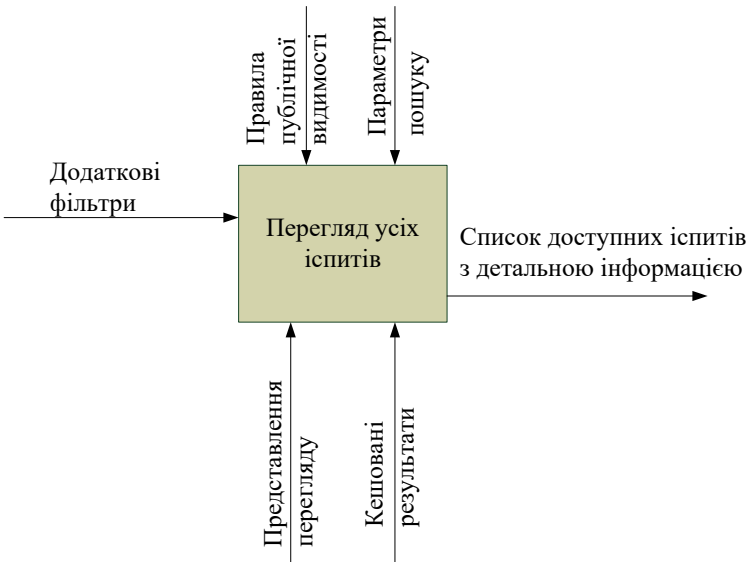 Правила
публічної
видимості
Параметри
пошуку
Додаткові
фільтри
Перегляд усіх
іспитів
Список доступних іспитів
з детальною інформацією
Представлення
перегляду
Кешовані
результати